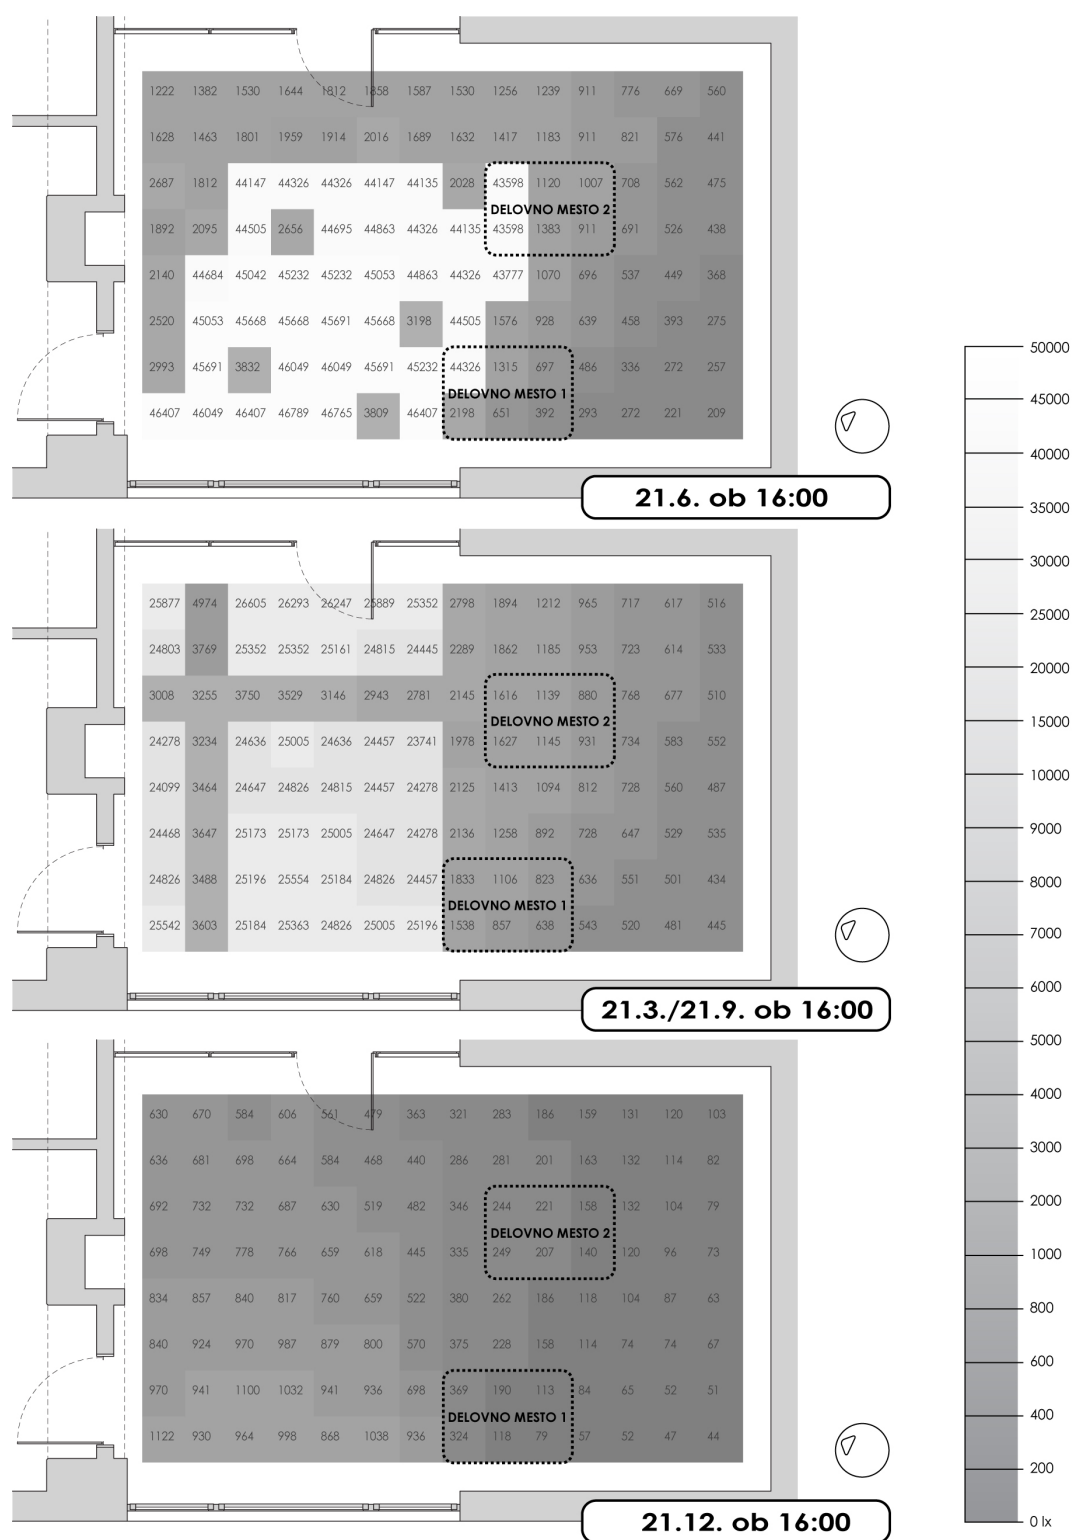 1222 1382 1530 1644 1812 1858 1587 1530 1256 1239 911 776 669 560
1628 1463 1801 1959 1914 2016 1689 1632 1417 1183 911 821 576 441
2687 1812 44147 44326 44326 44147 44135 2028 43598 1120 1007 708 562 475
DELOVNO MESTO 2
1892 2095 44505 2656 44695 44863 44326 44135 43598 1383 911 691 526 438
2140 44684 45042 45232 45232 45053 44863 44326 43777 1070 696 537 449 368
2520 45053 45668 45668 45691 45668 3198 44505 1576 928 639 458 393 275
2993 45691 3832 46049 46049 45691 45232 44326 1315 697 486 336 272 257
DELOVNO MESTO 1
46407 46049 46407 46789 46765 3809 46407 2198 651 392 293 272 221 209
21.6. ob 16:00
25877 4974 26605 26293 26247 25889 25352 2798 1894 1212 965 717 617 516
24803 3769 25352 25352 25161 24815 24445 2289 1862 1185 953 723 614 533
3008 3255 3750 3529 3146 2943 2781 2145 1616 1139 880 768 677 510
DELOVNO MESTO 2
24278 3234 24636 25005 24636 24457 23741 1978 1627 1145 931 734 583 552
24099 3464 24647 24826 24815 24457 24278 2125 1413 1094 812 728 560 487
24468 3647 25173 25173 25005 24647 24278 2136 1258 892 728 647 529 535
24826 3488 25196 25554 25184 24826 24457 1833 1106 823 636 551 501 434
DELOVNO MESTO 1
25542 3603 25184 25363 24826 25005 25196 1538 857 638 543 520 481 445
21.3./21.9. ob 16:00
630 670 584 606 561 479 363 321 283 186 159 131 120 103
636 681 698 664 584 468 440 286 281 201 163 132 114 82
692 732 732 687 630 519 482 346 244 221 158 132 104 79
DELOVNO MESTO 2
698 749 778 766 659 618 445 335 249 207 140 120 96 73
834 857 840 817 760 659 522 380 262 186 118 104 87 63
840 924 970 987 879 800 570 375 228 158 114 74 74 67
970 941 1100 1032 941 936 698 369 190 113 84 65 52 51
DELOVNO MESTO 1
1122 930 964 998 868 1038 936 324 118 79 57 52 47 44
21.12. ob 16:00
50000
45000
40000
35000
30000
25000
20000
15000
10000
9000
8000
7000
6000
5000
4000
3000
2000
1000
800
600
400
200
0 lx